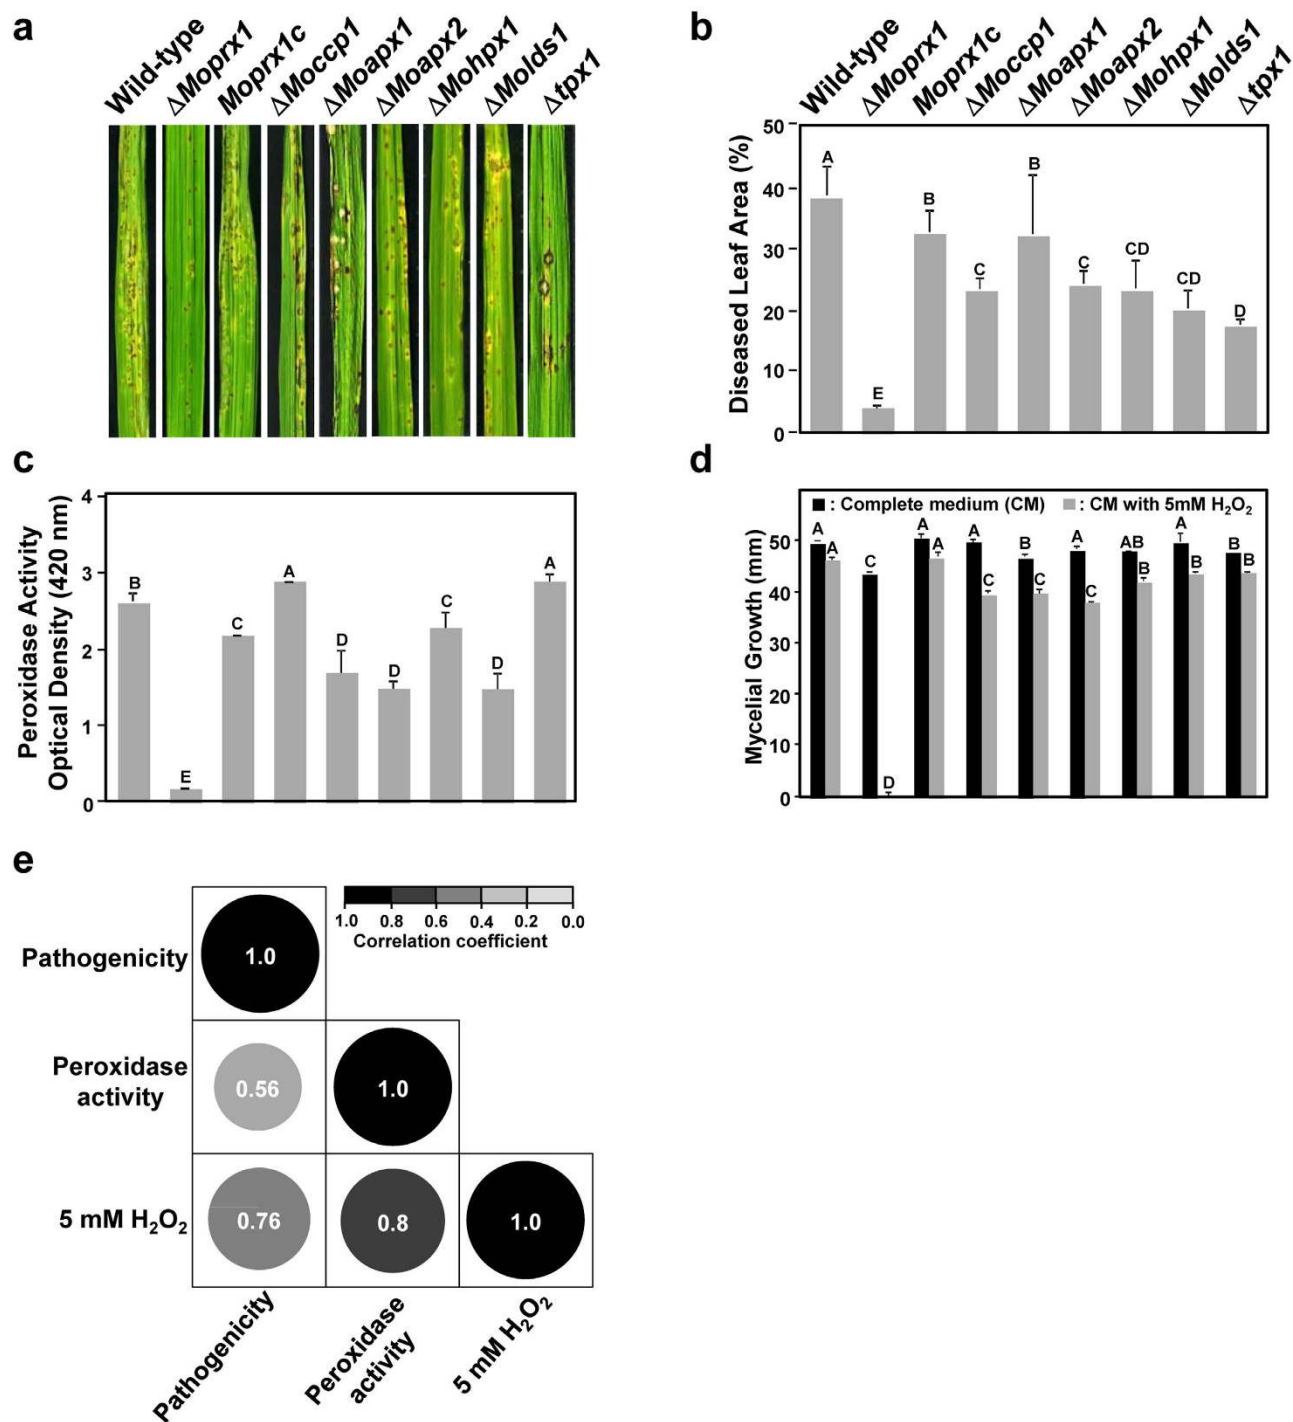 a
Wild-type
ΔMoprx1
Moprx1c
ΔMoccp1
ΔMoapx1
ΔMoapx2
ΔMohpx1
ΔMolds1
Δtpx1
b
Wild-type
ΔMoprx1
Moprx1c
ΔMoccp1
ΔMoapx1
ΔMoapx2
ΔMohpx1
ΔMolds1
Δtpx1
Diseased Leaf Area (%)
50
40
30
20
10
0
A
E
B
C
B
C
CD
CD
D
c
Peroxidase Activity
Optical Density (420 nm)
4
3
2
1
0
B
E
C
A
D
D
C
D
A
d
Mycelial Growth (mm)
: Complete medium (CM) : CM with 5mM H₂O₂
50
40
30
20
10
0
A A
C D
A A
A C
B C
A C
AB B
A B
B B
e
1.0 0.8 0.6 0.4 0.2 0.0
Correlation coefficient
Pathogenicity
1.0
Peroxidase
activity
0.56 1.0
5 mM H₂O₂
0.76 0.8 1.0
Pathogenicity
Peroxidase
activity
5 mM H₂O₂